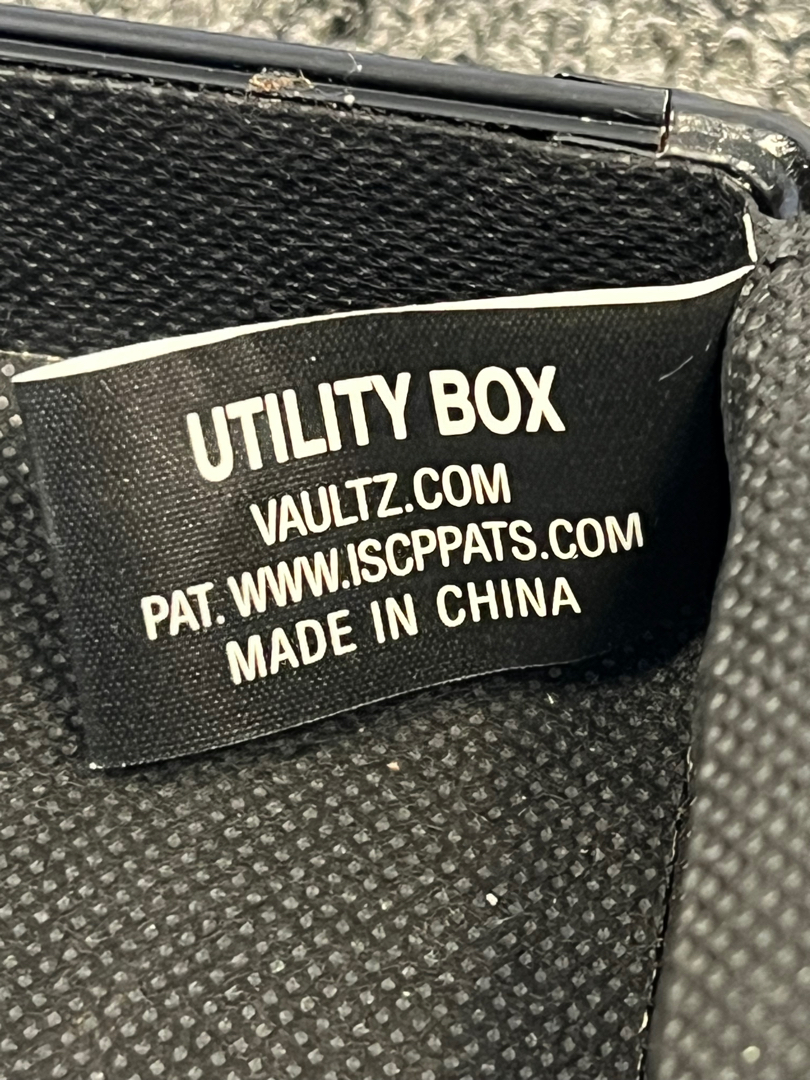 UTILITY BOX
VAULTZ.COM
PAT. WWW.ISCPPATS.COM
MADE IN CHINA